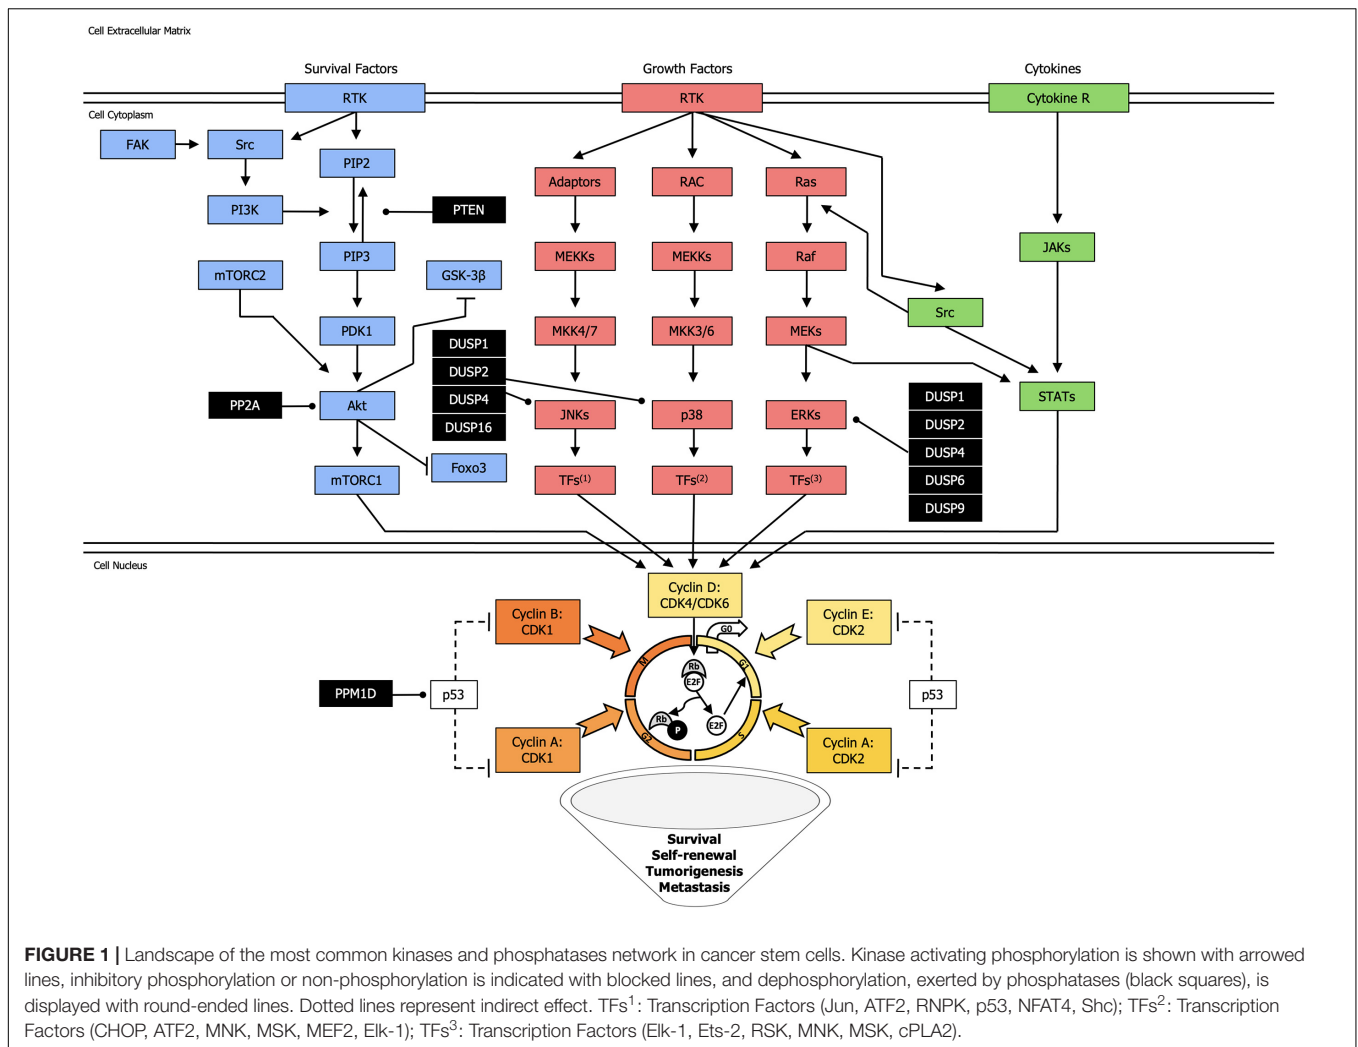 Cell Extracellular Matrix
Survival Factors
Growth Factors
Cytokines
RTK
RTK
Cytokine R
Cell Cytoplasm
FAK
Src
PIP2
Adaptors
RAC
Ras
PI3K
PTEN
PIP3
MEKKs
MEKKs
Raf
JAKs
mTORC2
GSK-3β
Src
PDK1
MKK4/7
MKK3/6
MEKs
DUSP1
DUSP2
DUSP4
DUSP16
PP2A
Akt
JNKs
p38
ERKs
STATs
DUSP1
DUSP2
DUSP4
DUSP6
DUSP9
Foxo3
mTORC1
TFs(1)
TFs(2)
TFs(3)
Cell Nucleus
Cyclin D:
CDK4/CDK6
Cyclin B:
CDK1
Cyclin E:
CDK2
G0
M
G1
Rb
E2F
PPM1D
p53
p53
Rb
P
E2F
G2
S
Cyclin A:
CDK1
Cyclin A:
CDK2
Survival
Self-renewal
Tumorigenesis
Metastasis
FIGURE 1 | Landscape of the most common kinases and phosphatases network in cancer stem cells. Kinase activating phosphorylation is shown with arrowed
lines, inhibitory phosphorylation or non-phosphorylation is indicated with blocked lines, and dephosphorylation, exerted by phosphatases (black squares), is
displayed with round-ended lines. Dotted lines represent indirect effect. TFs1: Transcription Factors (Jun, ATF2, RNPK, p53, NFAT4, Shc); TFs2: Transcription
Factors (CHOP, ATF2, MNK, MSK, MEF2, Elk-1); TFs3: Transcription Factors (Elk-1, Ets-2, RSK, MNK, MSK, cPLA2).